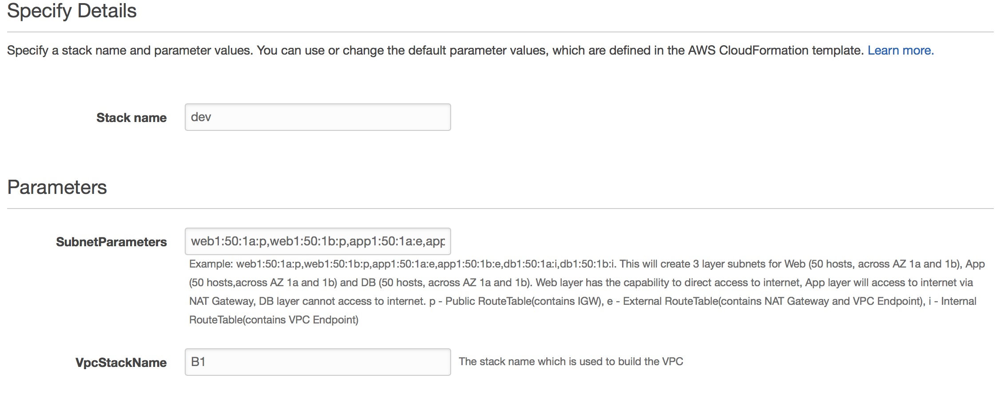 Specify Details
Specify a stack name and parameter values. You can use or change the default parameter values, which are defined in the AWS CloudFormation template. Learn more.
Stack name
dev
Parameters
SubnetParameters
web1:50:1a:p,web1:50:1b:p,app1:50:1a:e,app
Example: web1:50:1a:p,web1:50:1b:p,app1:50:1a:e,app1:50:1b:e,db1:50:1a:i,db1:50:1b:i. This will create 3 layer subnets for Web (50 hosts, across AZ 1a and 1b), App
(50 hosts,across AZ 1a and 1b) and DB (50 hosts, across AZ 1a and 1b). Web layer has the capability to direct access to internet, App layer will access to internet via
NAT Gateway, DB layer cannot access to internet. p - Public RouteTable(contains IGW), e - External RouteTable(contains NAT Gateway and VPC Endpoint), i - Internal
RouteTable(contains VPC Endpoint)
VpcStackName
B1
The stack name which is used to build the VPC